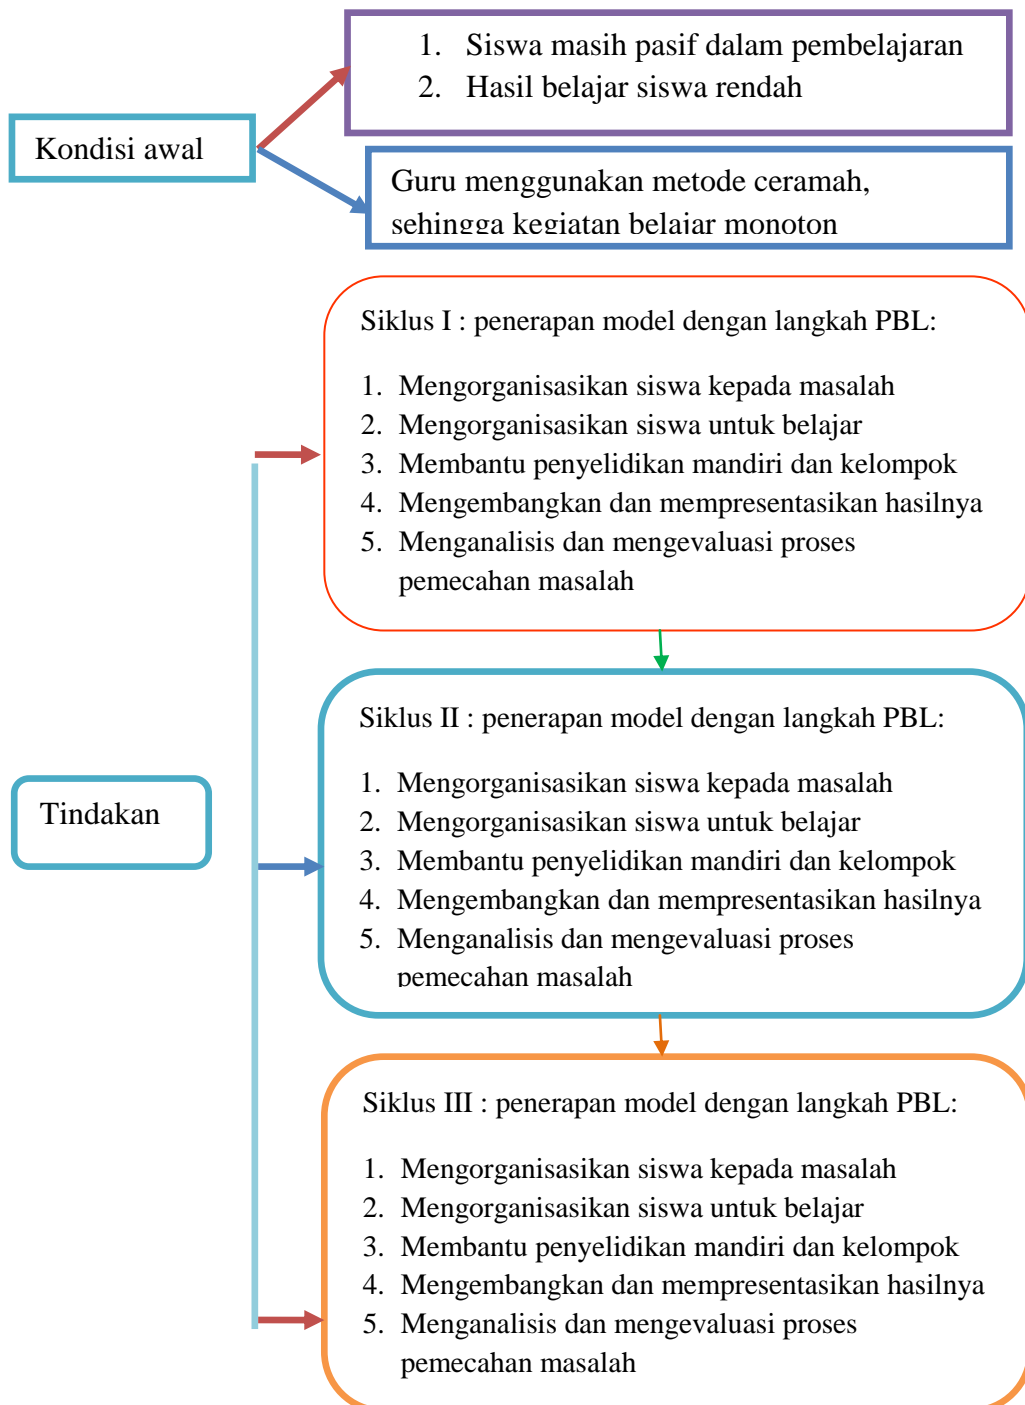 1. Siswa masih pasif dalam pembelajaran
2. Hasil belajar siswa rendah
Kondisi awal
Guru menggunakan metode ceramah,
sehingga kegiatan belajar monoton
Siklus I : penerapan model dengan langkah PBL:
1. Mengorganisasikan siswa kepada masalah
2. Mengorganisasikan siswa untuk belajar
3. Membantu penyelidikan mandiri dan kelompok
4. Mengembangkan dan mempresentasikan hasilnya
5. Menganalisis dan mengevaluasi proses
pemecahan masalah
Tindakan
Siklus II : penerapan model dengan langkah PBL:
1. Mengorganisasikan siswa kepada masalah
2. Mengorganisasikan siswa untuk belajar
3. Membantu penyelidikan mandiri dan kelompok
4. Mengembangkan dan mempresentasikan hasilnya
5. Menganalisis dan mengevaluasi proses
pemecahan masalah
Siklus III : penerapan model dengan langkah PBL:
1. Mengorganisasikan siswa kepada masalah
2. Mengorganisasikan siswa untuk belajar
3. Membantu penyelidikan mandiri dan kelompok
4. Mengembangkan dan mempresentasikan hasilnya
5. Menganalisis dan mengevaluasi proses
pemecahan masalah